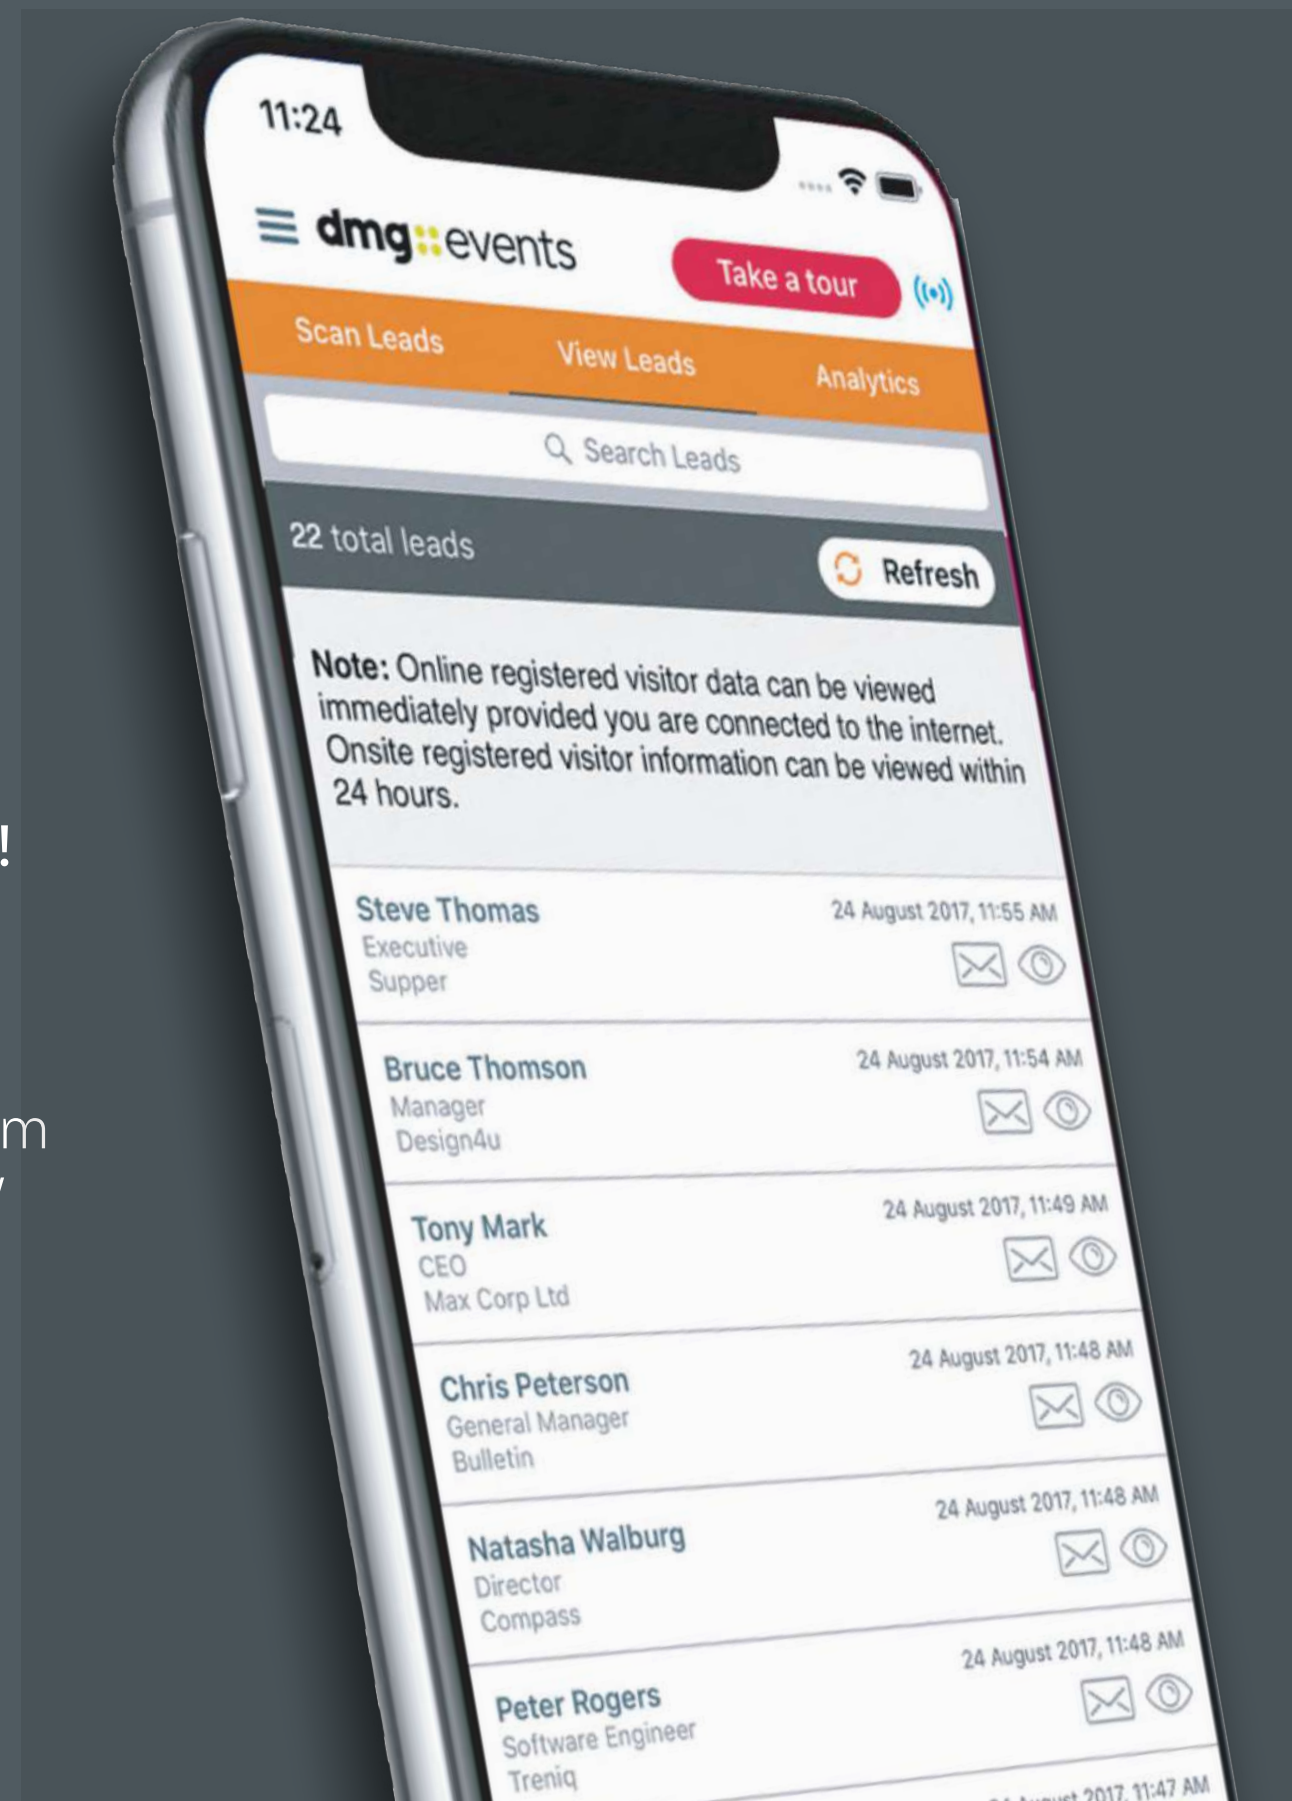 11:24
dmg::events
Take a tour
Scan Leads
View Leads
Analytics
Search Leads
22 total leads
Refresh
Note: Online registered visitor data can be viewed
immediately provided you are connected to the internet.
Onsite registered visitor information can be viewed within
24 hours.
!
Steve Thomas
24 August 2017, 11:55 AM
Executive
Supper
Bruce Thomson
24 August 2017, 11:54 AM
Manager
Design4u
m
Tony Mark
24 August 2017, 11:49 AM
CEO
Max Corp Ltd
Chris Peterson
24 August 2017, 11:48 AM
General Manager
Bulletin
Natasha Walburg
24 August 2017, 11:48 AM
Director
Compass
Peter Rogers
24 August 2017, 11:48 AM
Software Engineer
Treniq
2017, 11:47 AM